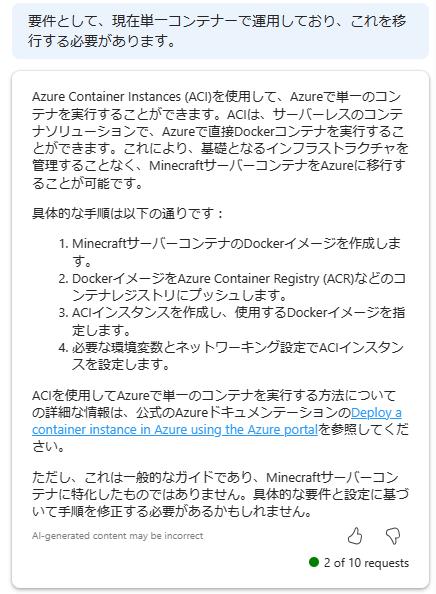 要件として、現在単一コンテナーで運用しており、これを移
行する必要があります。
Azure Container Instances (ACI)を使用して、Azureで単一のコン
テナを実行することができます。ACIは、サーバーレスのコンテ
ナソリューションで、Azureで直接Dockerコンテナを実行するこ
とができます。これにより、基礎となるインフラストラクチャを
管理することなく、MinecraftサーバーコンテナをAzureに移行す
ることが可能です。
具体的な手順は以下の通りです：
1. MinecraftサーバーコンテナのDockerイメージを作成しま
す。
2. DockerイメージをAzure Container Registry (ACR)などのコ
ンテナレジストリにプッシュします。
3. ACIインスタンスを作成し、使用するDockerイメージを指
定します。
4. 必要な環境変数とネットワーキング設定でACIインスタン
スを設定します。
ACIを使用してAzureで単一のコンテナを実行する方法について
の詳細な情報は、公式のAzureドキュメンテーションのDeploy a
container instance in Azure using the Azure portalを参照してくだ
さい。
ただし、これは一般的なガイドであり、Minecraftサーバーコン
テナに特化したものではありません。具体的な要件と設定に基づ
いて手順を修正する必要があるかもしれません。
AI-generated content may be incorrect
2 of 10 requests